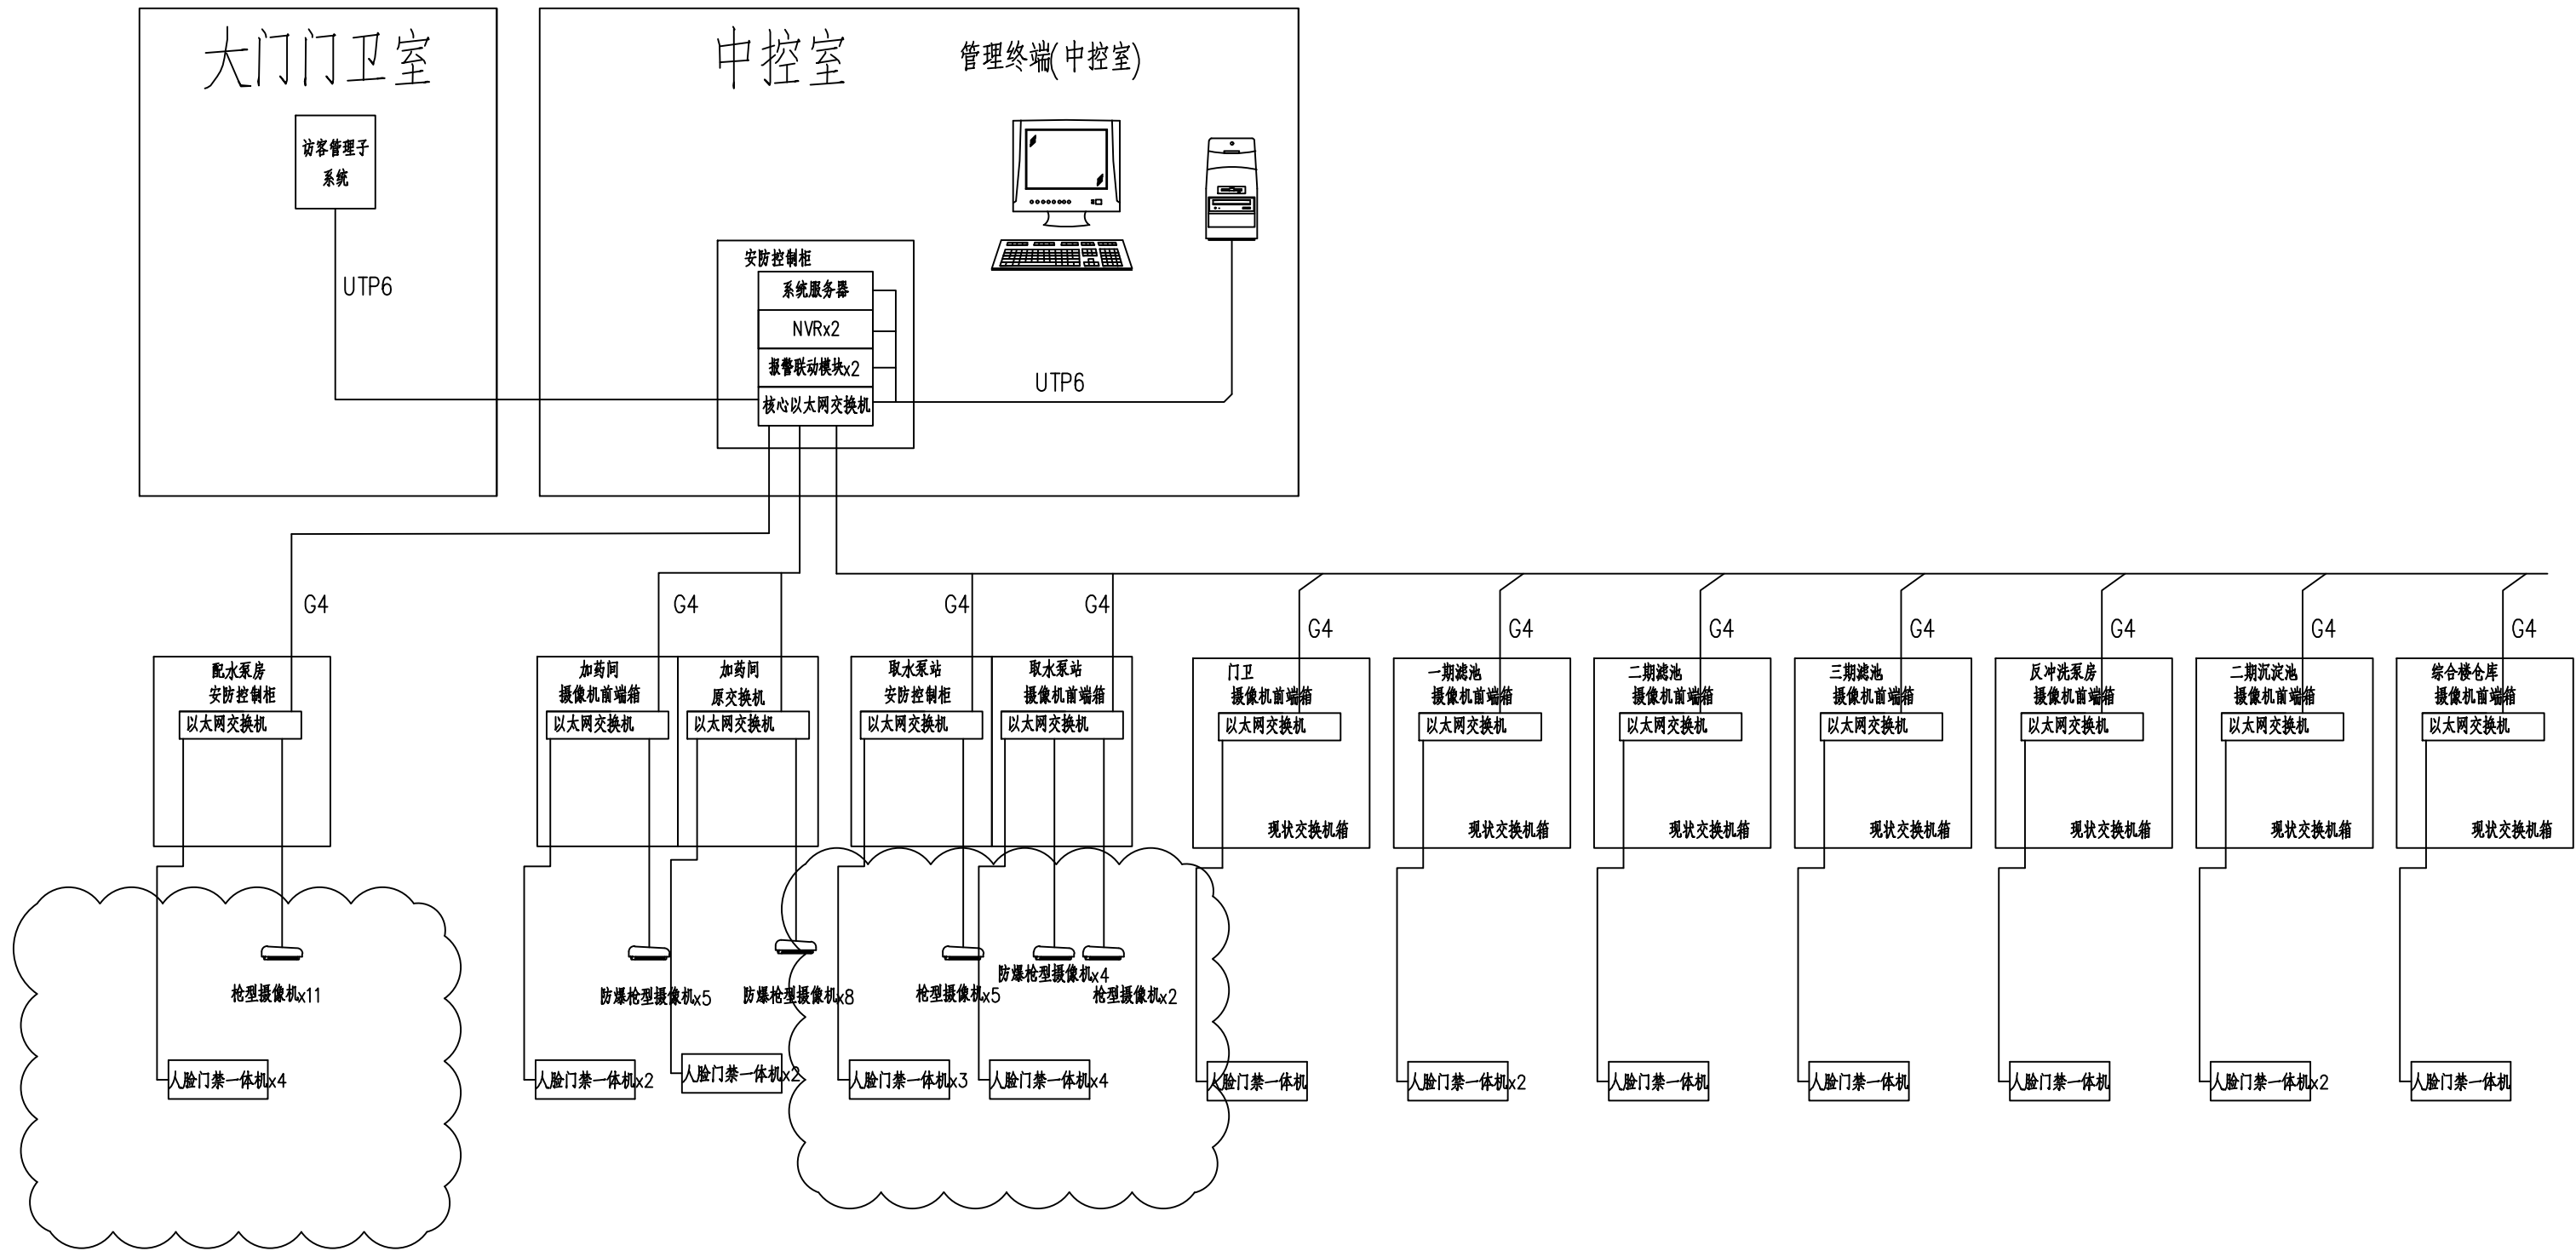 大门门卫室
中控室
管理终端(中控室)
访客管理子
系统
UTP6
安防控制柜
系统服务器
NVRx2
报警联动模块x2
核心以太网交换机
UTP6
G4
G4
G4
G4
G4
G4
G4
G4
G4
G4
G4
配水泵房
安防控制柜
以太网交换机
加药间
摄像机前端箱
以太网交换机
加药间
原交换机
以太网交换机
取水泵站
安防控制柜
以太网交换机
取水泵站
摄像机前端箱
以太网交换机
门卫
摄像机前端箱
以太网交换机
现状交换机箱
一期滤池
摄像机前端箱
以太网交换机
现状交换机箱
二期滤池
摄像机前端箱
以太网交换机
现状交换机箱
三期滤池
摄像机前端箱
以太网交换机
现状交换机箱
反冲洗泵房
摄像机前端箱
以太网交换机
现状交换机箱
二期沉淀池
摄像机前端箱
以太网交换机
现状交换机箱
综合楼仓库
摄像机前端箱
以太网交换机
现状交换机箱
枪型摄像机x11
防爆枪型摄像机x5
防爆枪型摄像机x8
枪型摄像机x5
防爆枪型摄像机x4
枪型摄像机x2
人脸门禁一体机x4
人脸门禁一体机x2
人脸门禁一体机x2
人脸门禁一体机x3
人脸门禁一体机x4
人脸门禁一体机
人脸门禁一体机x2
人脸门禁一体机
人脸门禁一体机
人脸门禁一体机
人脸门禁一体机x2
人脸门禁一体机